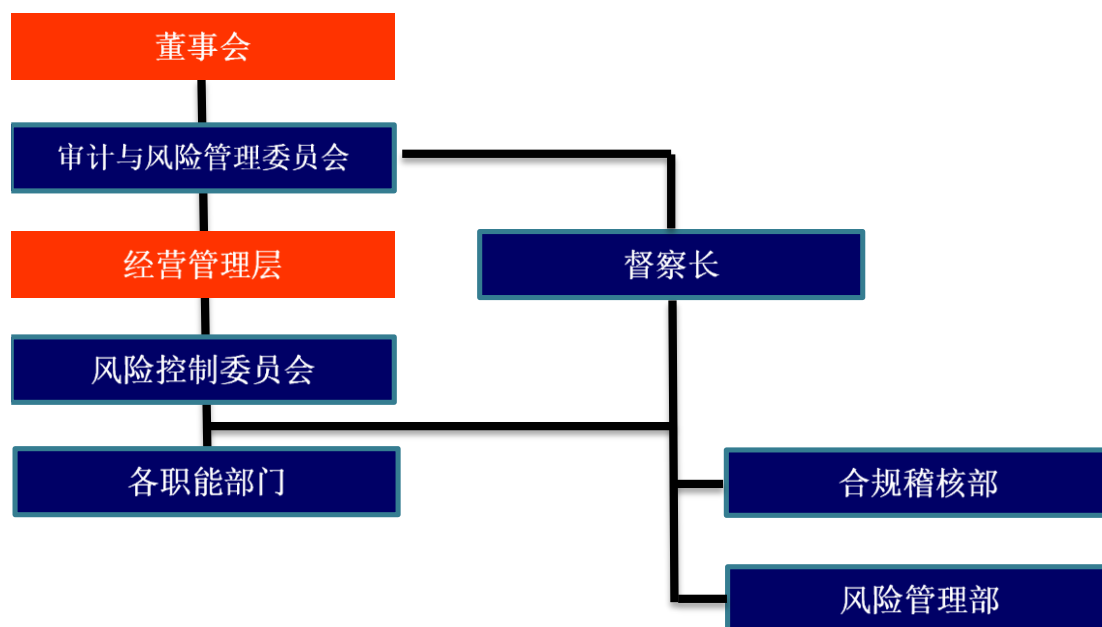 董事会
审计与风险管理委员会
经营管理层
督察长
风险控制委员会
各职能部门
合规稽核部
风险管理部